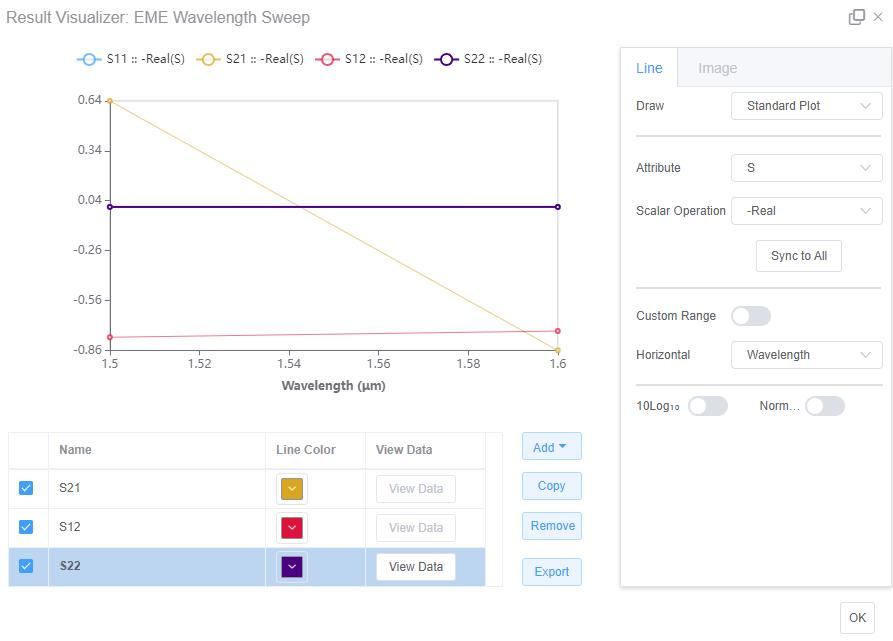 Result Visualizer: EME Wavelength Sweep
S11 :: -Real(S) S21 :: -Real(S) S12 :: -Real(S) S22 :: -Real(S)
0.64
0.34
0.04
-0.26
-0.56
-0.86
1.5 1.52 1.54 1.56 1.58 1.6
Wavelength (μm)
Name Line Color View Data
S21 View Data
S12 View Data
S22 View Data
Add
Copy
Remove
Export
Line Image
Draw Standard Plot
Attribute S
Scalar Operation -Real
Sync to All
Custom Range
Horizontal Wavelength
10Log₁₀ Norm...
OK